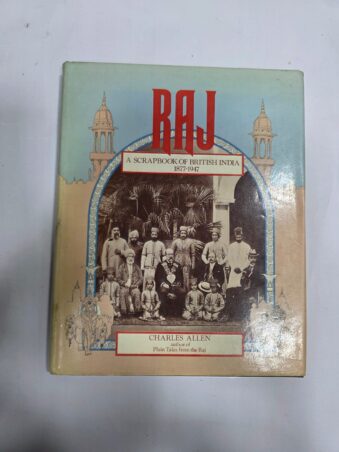 RAJ
A SCRAPBOOK OF BRITISH INDIA
1877-1947
CHARLES ALLEN
author of
Plain Tales from the Raj